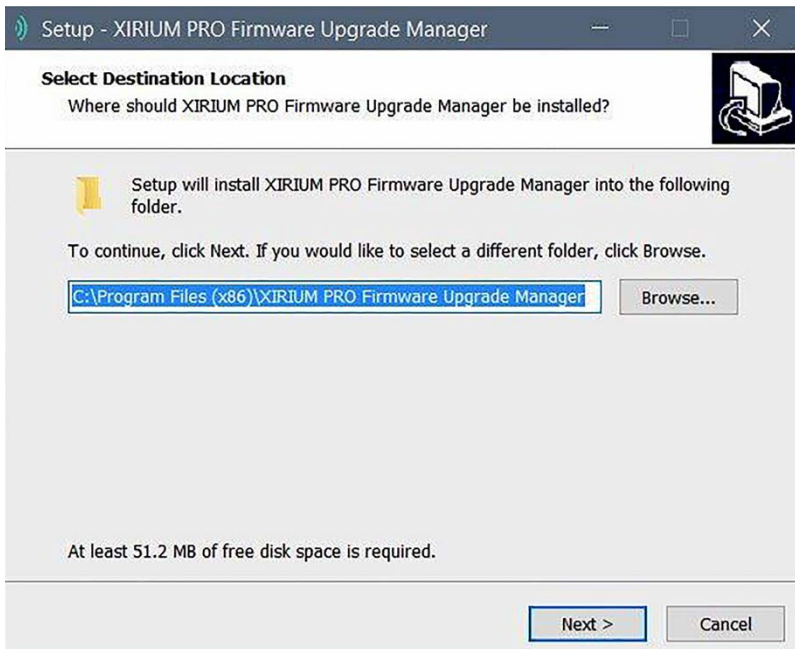 Setup - XIRIUM PRO Firmware Upgrade Manager
Select Destination Location
Where should XIRIUM PRO Firmware Upgrade Manager be installed?
Setup will install XIRIUM PRO Firmware Upgrade Manager into the following
folder.
To continue, click Next. If you would like to select a different folder, click Browse.
C:\Program Files (x86)\XIRIUM PRO Firmware Upgrade Manager
Browse...
At least 51.2 MB of free disk space is required.
Next >
Cancel